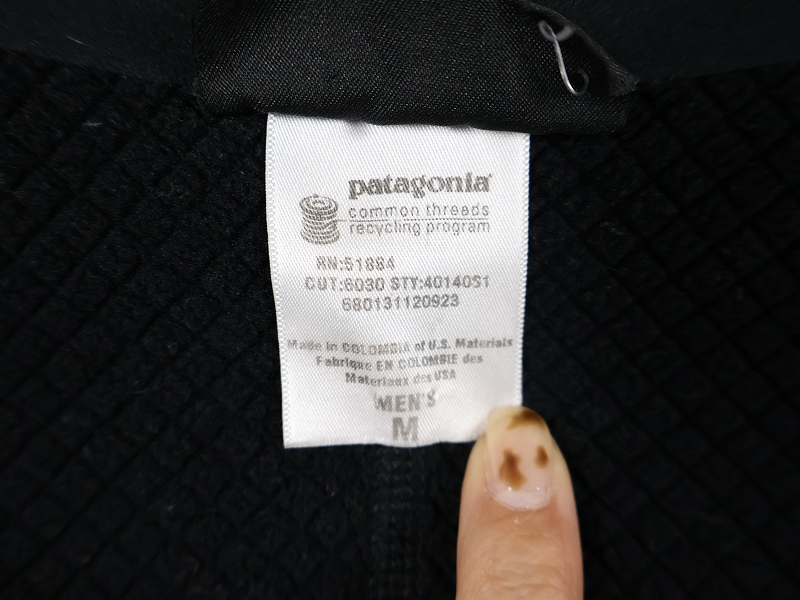 patagonia
common threads
recycling program
RN:51884
CUT:6030 STY:40140S1
680131120923
Made in COLOMBIA of U.S. Materials
Fabrique EN COLOMBIE des
Materiaux des USA
MEN'S
M